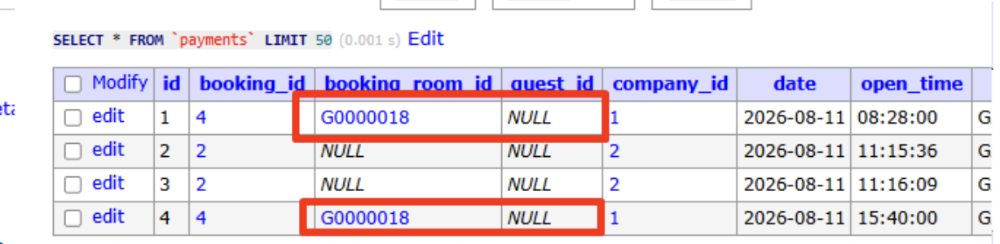 SELECT * FROM `payments` LIMIT 50 (0.001 s) Edit
Modify id booking_id booking_room_id guest_id company_id date open_time
edit 1 4 G0000018 NULL 1 2026-08-11 08:28:00 G
edit 2 2 NULL NULL 2 2026-08-11 11:15:36 G
edit 3 2 NULL NULL 2 2026-08-11 11:16:09 G
edit 4 4 G0000018 NULL 1 2026-08-11 15:40:00 G